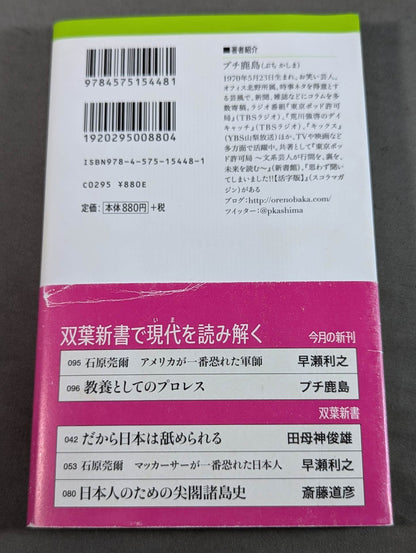 9784575154481
1920295008804
ISBN978-4-575-15448-1
C0295 ¥880E
定価：本体880円＋税
■著者紹介
プチ鹿島(ぷち かしま)
1970年5月23日生まれ。お笑い芸人。
オフィス北野所属。時事ネタを得意とす
る芸風で、新聞、雑誌などにコラムを多
数寄稿。ラジオ番組『東京ポッド許可
局』(TBSラジオ)、『荒川強啓のデイ
キャッチ』(TBSラジオ)、『キックス』
(YBS山梨放送)ほか、TVや映画など
多方面で活躍中。共著として『東京ポッ
ド許可局 ～文系芸人が行間を、裏を、
未来を読む～』(新書館)、『思わず聞い
てしまいました!!【活字版】』(スコラマガ
ジン)がある
ブログ：http://orenobaka.com/
ツイッター：@pkashima
双葉新書で現代を読み解く 今月の新刊
いま
095 石原莞爾 アメリカが一番恐れた軍師 早瀬利之
096 教養としてのプロレス プチ鹿島
双葉新書
042 だから日本は舐められる 田母神俊雄
053 石原莞爾 マッカーサーが一番恐れた日本人 早瀬利之
080 日本人のための尖閣諸島史 斎藤道彦